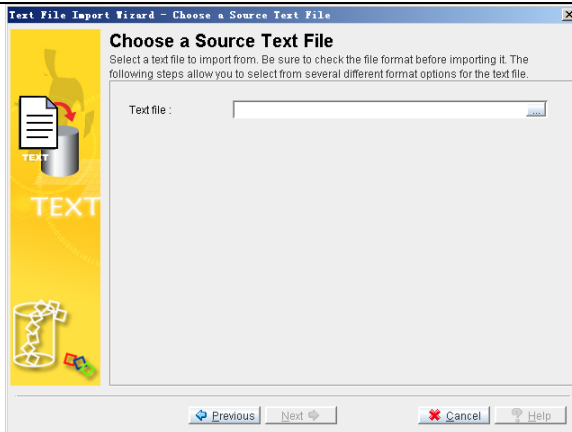 Text File Import Wizard - Choose a Source Text File
Choose a Source Text File
Select a text file to import from. Be sure to check the file format before importing it. The
following steps allow you to select from several different format options for the text file.
Text file :
...
TEXT
TEXT
Previous
Next
Cancel
Help